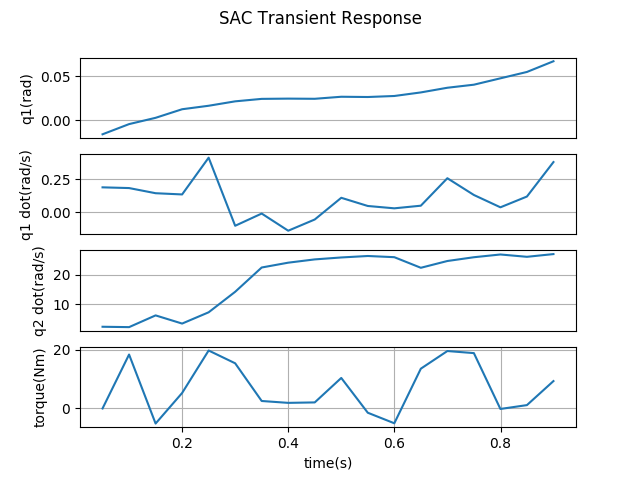 SAC Transient Response
q1(rad)
0.05
0.00
q1 dot(rad/s)
0.25
0.00
q2 dot(rad/s)
20
10
torque(Nm)
20
0
0.2 0.4 0.6 0.8
time(s)